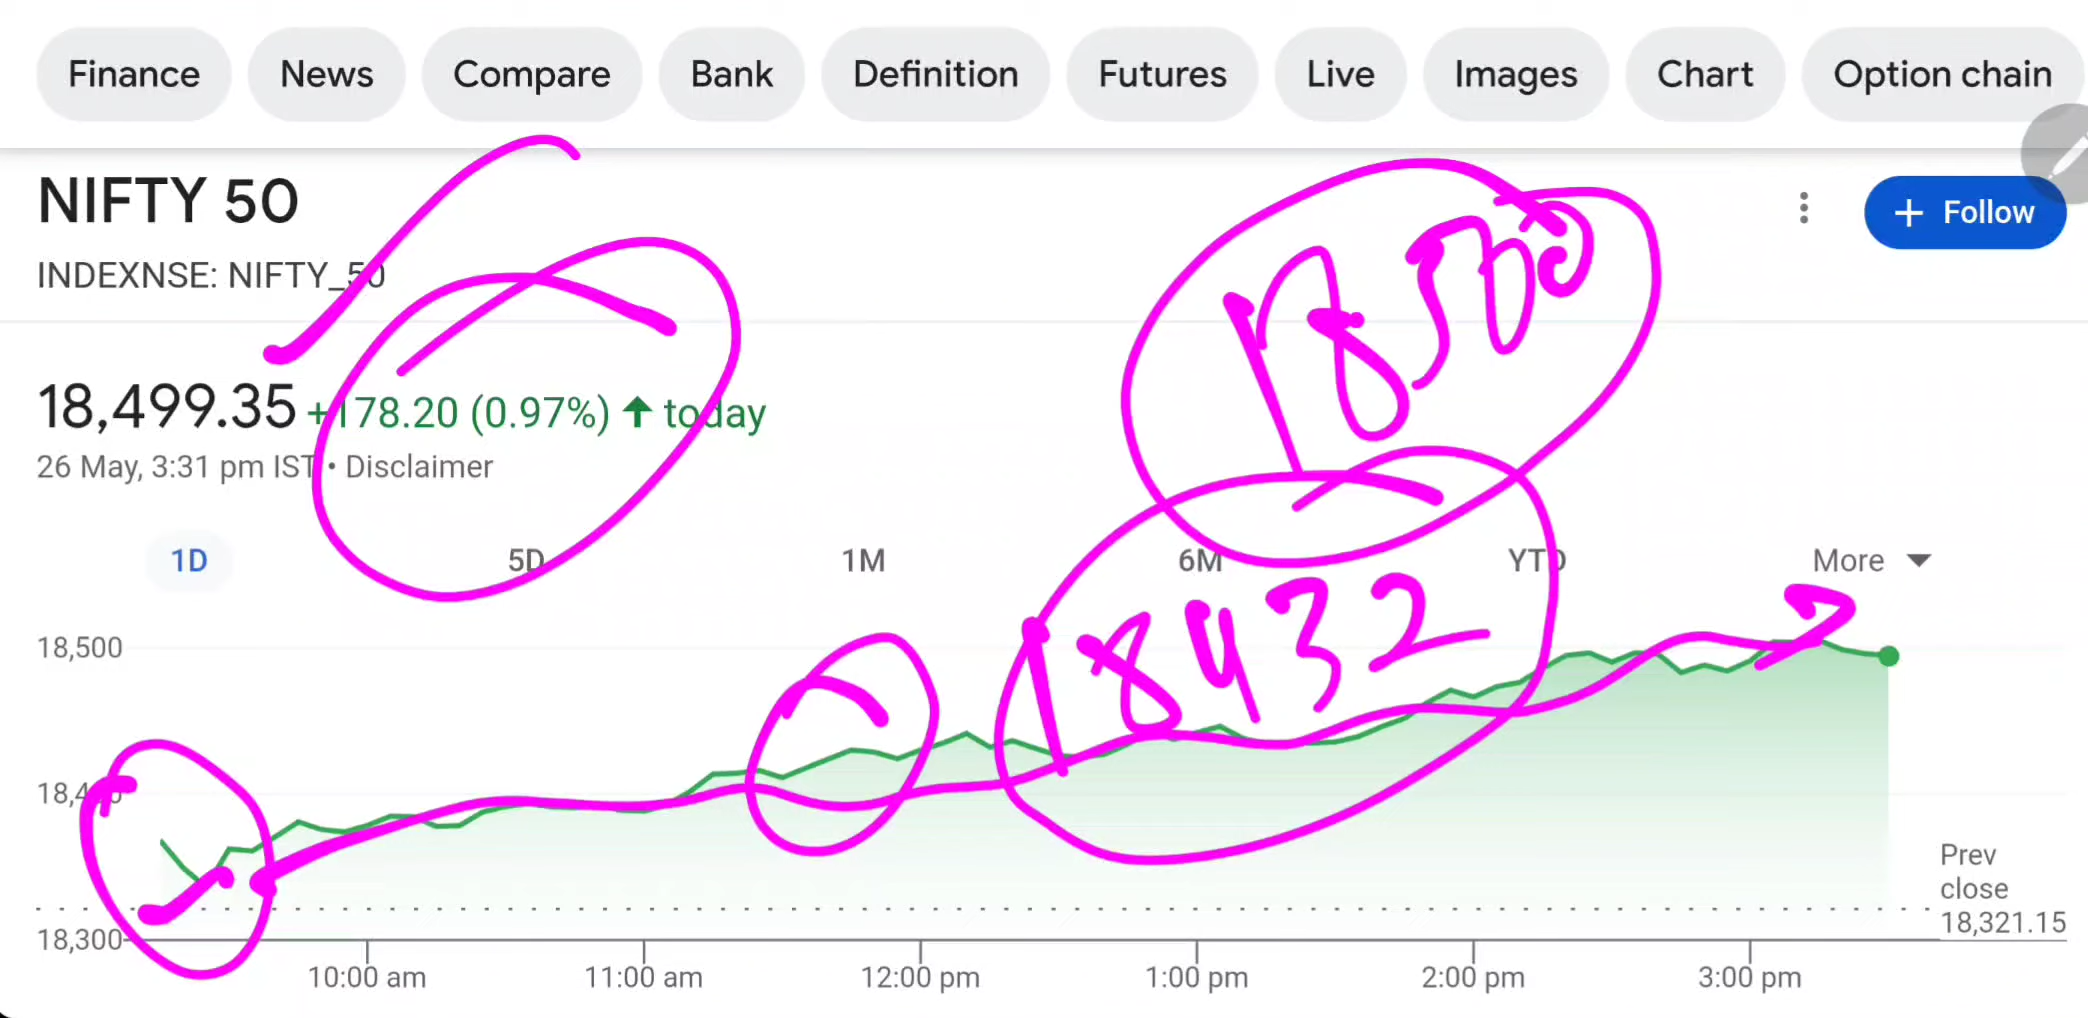 Finance News Compare Bank Definition Futures Live Images Chart Option chain
NIFTY 50
+ Follow
INDEXNSE: NIFTY_50
18500
18,499.35 +178.20 (0.97%) ↑ today
26 May, 3:31 pm IST • Disclaimer
1D 5D 1M 6M YTD More
18432
18,500
18,400
Prev
close
18,321.15
18,300
10:00 am 11:00 am 12:00 pm 1:00 pm 2:00 pm 3:00 pm